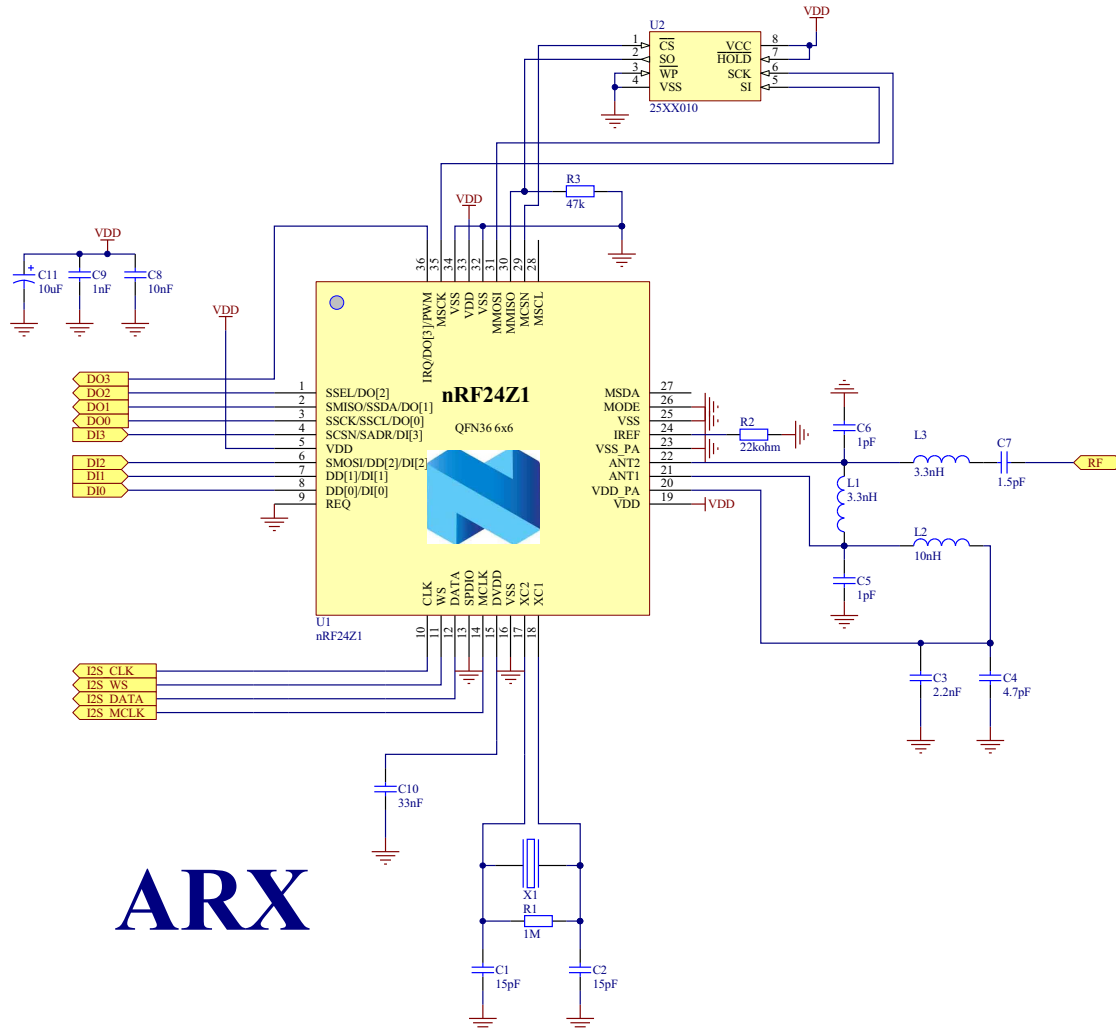 VDD
U2
1 CS VCC 8
2 SO HOLD 7
3 WP SCK 6
4 VSS SI 5
25XX010
R3
47k
VDD
VDD
C11
10uF
C9
1nF
C8
10nF
VDD
36 35 34 33 32 31 30 29 28
IRQ/DO[3]/PWM
MSCK
VSS
VDD
VSS
MMOSI
MMISO
MCSN
MSCL
nRF24Z1
QFN36 6x6
DO3
DO2
DO1
DO0
DI3
DI2
DI1
DI0
1 SSEL/DO[2]
2 SMISO/SSDA/DO[1]
3 SSCK/SSCL/DO[0]
4 SCSN/SADR/DI[3]
5 VDD
6 SMOSI/DD[2]/DI[2]
7 DD[1]/DI[1]
8 DD[0]/DI[0]
9 REQ
MSDA 27
MODE 26
VSS 25
IREF 24
VSS_PA 23
ANT2 22
ANT1 21
VDD_PA 20
VDD 19
VDD
R2
22kohm
C6
1pF
L3
3.3nH
C7
1.5pF
RF
L1
3.3nH
L2
10nH
C5
1pF
C3
2.2nF
C4
4.7pF
CLK
WS
DATA
SPDIO
MCLK
DVDD
VSS
XC2
XC1
U1
nRF24Z1
10 11 12 13 14 15 16 17 18
I2S_CLK
I2S_WS
I2S_DATA
I2S_MCLK
C10
33nF
X1
R1
1M
C1
15pF
C2
15pF
ARX